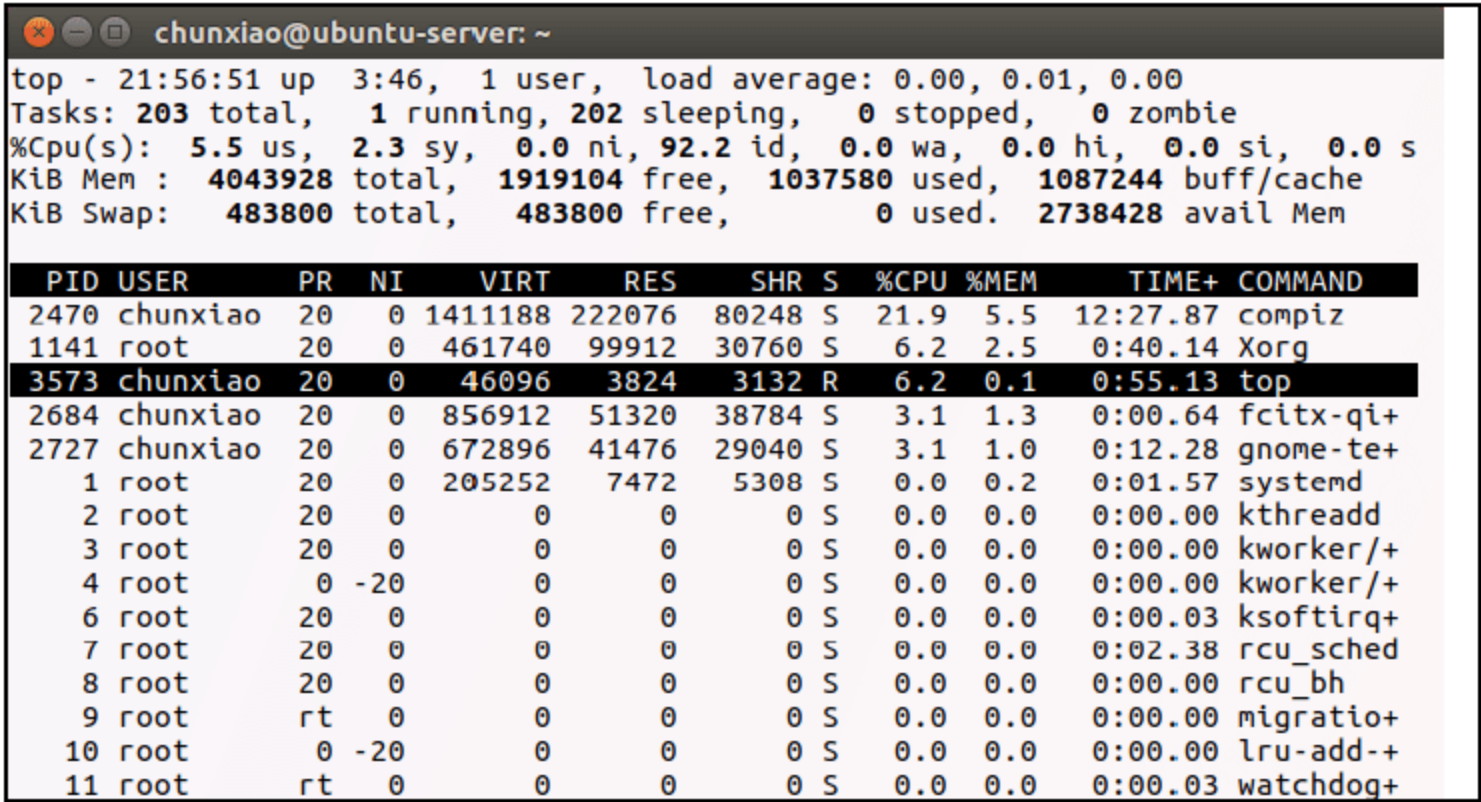 chunxiao@ubuntu-server: ~
top - 21:56:51 up  3:46,  1 user,  load average: 0.00, 0.01, 0.00
Tasks: 203 total,   1 running, 202 sleeping,   0 stopped,   0 zombie
%Cpu(s):  5.5 us,  2.3 sy,  0.0 ni, 92.2 id,  0.0 wa,  0.0 hi,  0.0 si,  0.0 s
KiB Mem :  4043928 total,  1919104 free,  1037580 used,  1087244 buff/cache
KiB Swap:   483800 total,   483800 free,        0 used.  2738428 avail Mem
  PID USER      PR  NI    VIRT    RES    SHR S  %CPU %MEM     TIME+ COMMAND
 2470 chunxiao  20   0 1411188 222076  80248 S  21.9  5.5  12:27.87 compiz
 1141 root      20   0  461740  99912  30760 S   6.2  2.5   0:40.14 Xorg
 3573 chunxiao  20   0   46096   3824   3132 R   6.2  0.1   0:55.13 top
 2684 chunxiao  20   0  856912  51320  38784 S   3.1  1.3   0:00.64 fcitx-qi+
 2727 chunxiao  20   0  672896  41476  29040 S   3.1  1.0   0:12.28 gnome-te+
    1 root      20   0  205252   7472   5308 S   0.0  0.2   0:01.57 systemd
    2 root      20   0       0      0      0 S   0.0  0.0   0:00.00 kthreadd
    3 root      20   0       0      0      0 S   0.0  0.0   0:00.00 kworker/+
    4 root       0 -20       0      0      0 S   0.0  0.0   0:00.00 kworker/+
    6 root      20   0       0      0      0 S   0.0  0.0   0:00.03 ksoftirq+
    7 root      20   0       0      0      0 S   0.0  0.0   0:02.38 rcu_sched
    8 root      20   0       0      0      0 S   0.0  0.0   0:00.00 rcu_bh
    9 root      rt   0       0      0      0 S   0.0  0.0   0:00.00 migratio+
   10 root       0 -20       0      0      0 S   0.0  0.0   0:00.00 lru-add-+
   11 root      rt   0       0      0      0 S   0.0  0.0   0:00.03 watchdog+